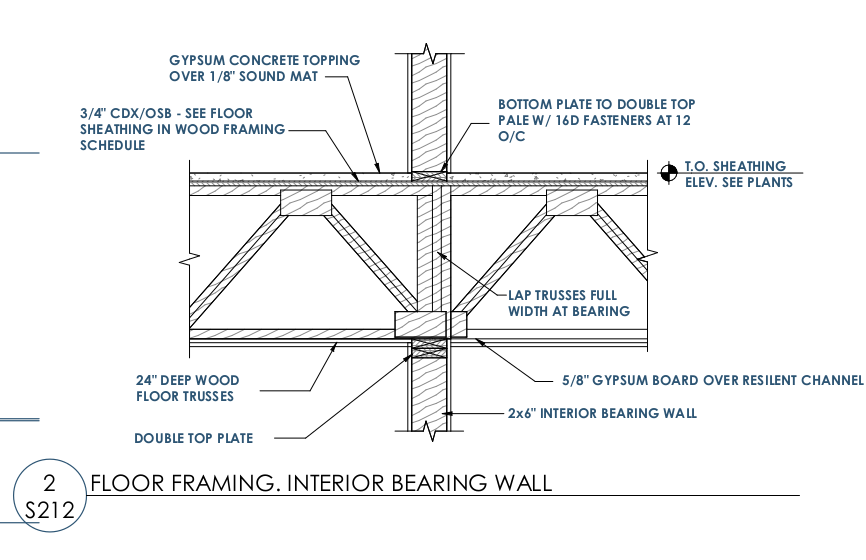 GYPSUM CONCRETE TOPPING
OVER 1/8" SOUND MAT
3/4" CDX/OSB - SEE FLOOR
SHEATHING IN WOOD FRAMING
SCHEDULE
BOTTOM PLATE TO DOUBLE TOP
PALE W/ 16D FASTENERS AT 12
O/C
T.O. SHEATHING
ELEV. SEE PLANTS
LAP TRUSSES FULL
WIDTH AT BEARING
24" DEEP WOOD
FLOOR TRUSSES
5/8" GYPSUM BOARD OVER RESILENT CHANNEL
2x6" INTERIOR BEARING WALL
DOUBLE TOP PLATE
2
S212
FLOOR FRAMING. INTERIOR BEARING WALL